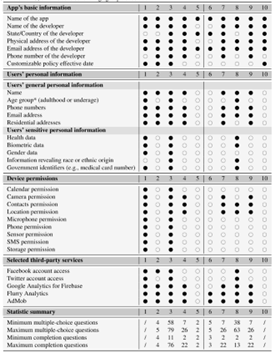 App's basic information 1 2 3 4 5 6 7 8 9 10
Name of the app
Name of the developer
State/Country of the developer
Physical address of the developer
Email address of the developer
Phone number of the developer
Customizable policy effective date
Users' personal information 1 2 3 4 5 6 7 8 9 10
Users' general personal information
Name
Age group* (adulthood or underage)
Phone numbers
Email address
Residential addresses
Users' sensitive personal information
Health data
Biometric data
Gender data
Information revealing race or ethnic origin
Government identifiers (e.g., medical card number)
Device permissions 1 2 3 4 5 6 7 8 9 10
Calendar permission
Camera permission
Contacts permission
Location permission
Microphone permission
Phone permission
Sensor permission
SMS permission
Storage permission
Selected third-party services 1 2 3 4 5 6 7 8 9 10
Facebook account access
Twitter account access
Google Analytics for Firebase
Flurry Analytics
AdMob
Statistic summary 1 2 3 4 5 6 7 8 9 10
Minimum multiple-choice questions / 4 58 7 2 5 7 38 7 /
Maximum multiple-choice questions / 5 79 26 2 5 26 63 26 /
Minimum completion questions / 4 11 2 2 3 2 2 2 /
Maximum completion questions / 4 76 22 2 3 22 13 22 /